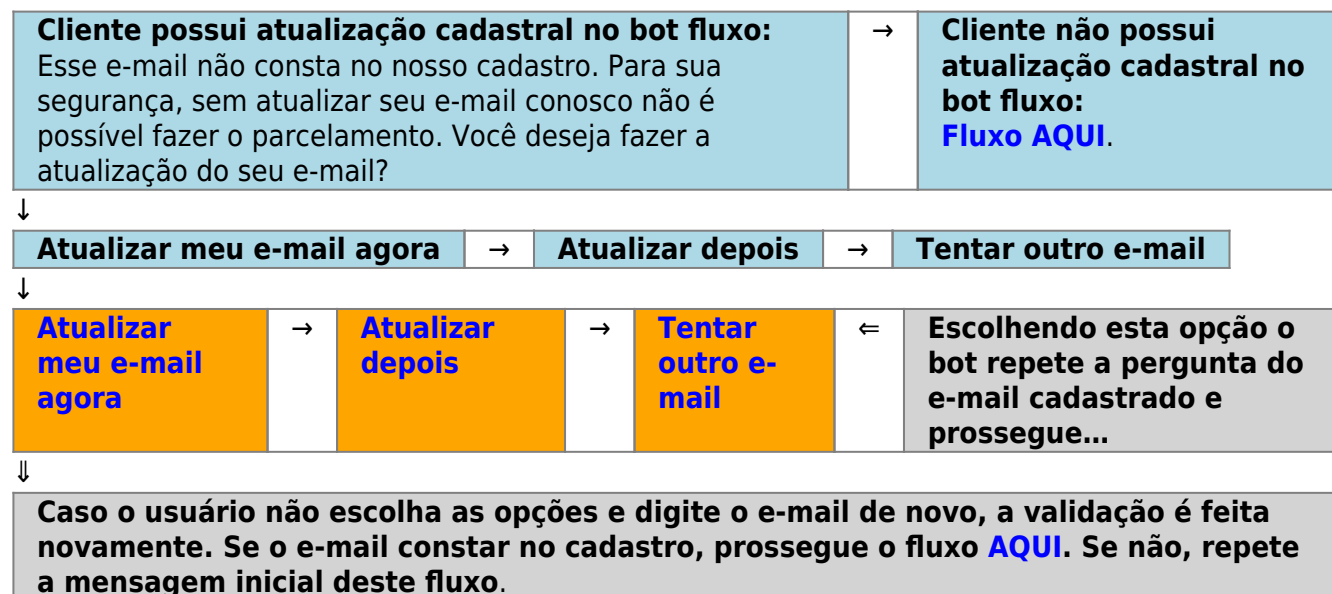 Cliente possui atualização cadastral no bot fluxo:
Esse e-mail não consta no nosso cadastro. Para sua
segurança, sem atualizar seu e-mail conosco não é
possível fazer o parcelamento. Você deseja fazer a
atualização do seu e-mail?
→
Cliente não possui
atualização cadastral no
bot fluxo:
Fluxo AQUI.
↓
Atualizar meu e-mail agora → Atualizar depois → Tentar outro e-mail
↓
Atualizar
meu e-mail
agora
→
Atualizar
depois
→
Tentar
outro e-
mail
⇐
Escolhendo esta opção o
bot repete a pergunta do
e-mail cadastrado e
prossegue…
⇓
Caso o usuário não escolha as opções e digite o e-mail de novo, a validação é feita
novamente. Se o e-mail constar no cadastro, prossegue o fluxo AQUI. Se não, repete
a mensagem inicial deste fluxo.